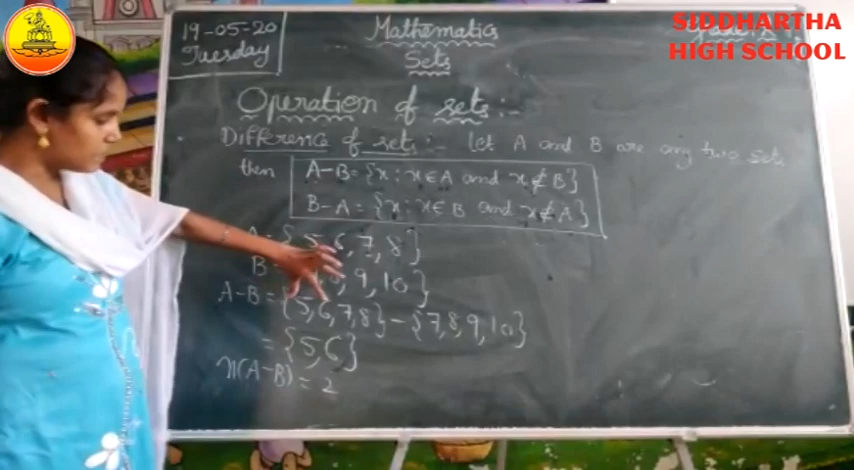 SIDDHARTHA
HIGH SCHOOL
19-05-20
Tuesday
Mathematics
Sets
Operation of sets:-
Difference of sets:- Let A and B are any two sets
then A-B = {x : x∈A and x∉B}
B-A = {x : x∈B and x∉A}
A = { 5, 6, 7, 8}
B = 8, 9, 10}
A-B = {5,6,7,8} - {7,8,9,10}
= {5,6}
n(A-B) = 2